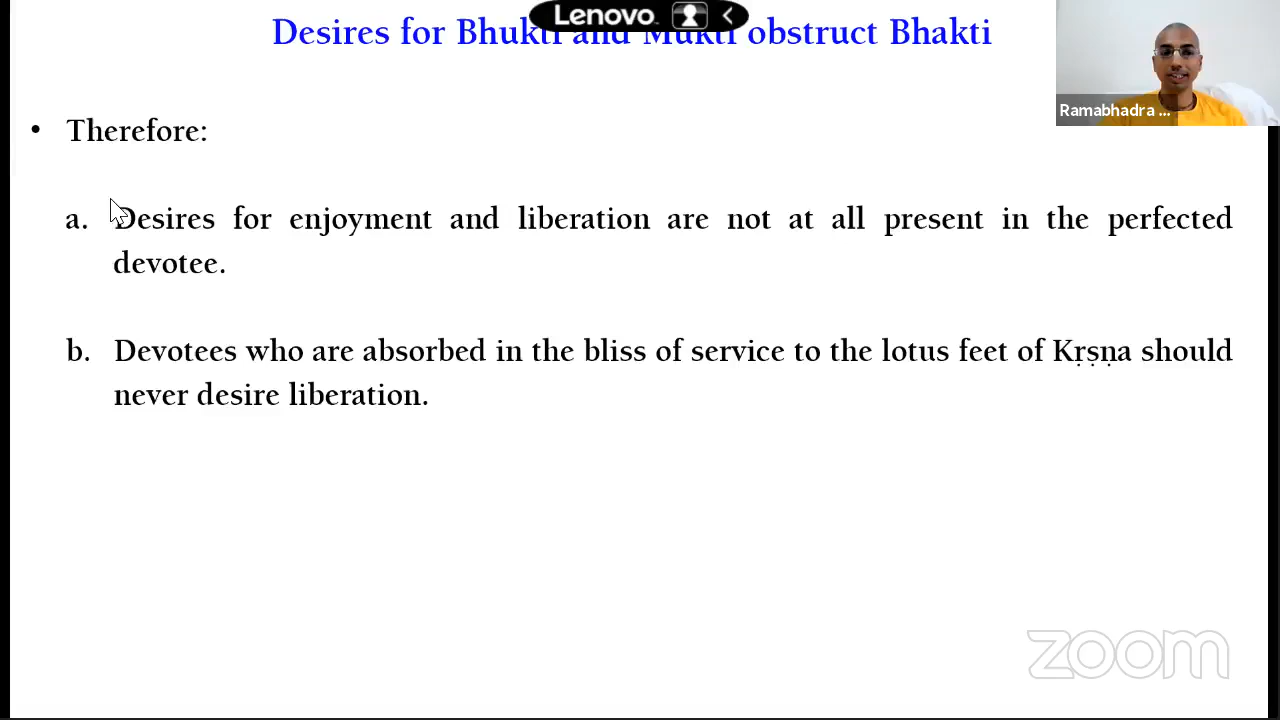 Desires for Bhukti and Mukti obstruct Bhakti
Lenovo
Ramabhadra ...
• Therefore:
a. Desires for enjoyment and liberation are not at all present in the perfected
devotee.
b. Devotees who are absorbed in the bliss of service to the lotus feet of Kṛṣṇa should
never desire liberation.
zoom